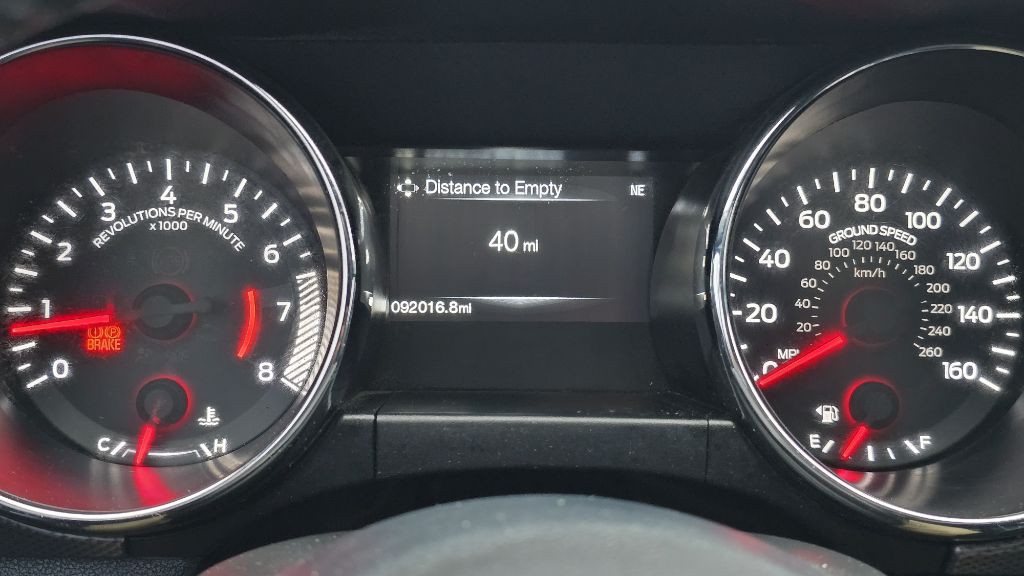 0
1
2
3
4
5
6
7
8
REVOLUTIONS PER MINUTE
x1000
BRAKE
C
H
Distance to Empty
NE
40 mi
092016.8mi
0
20
40
60
80
100
120
140
160
GROUND SPEED
20
40
60
80
100
120
140
160
180
200
220
240
260
km/h
E
F